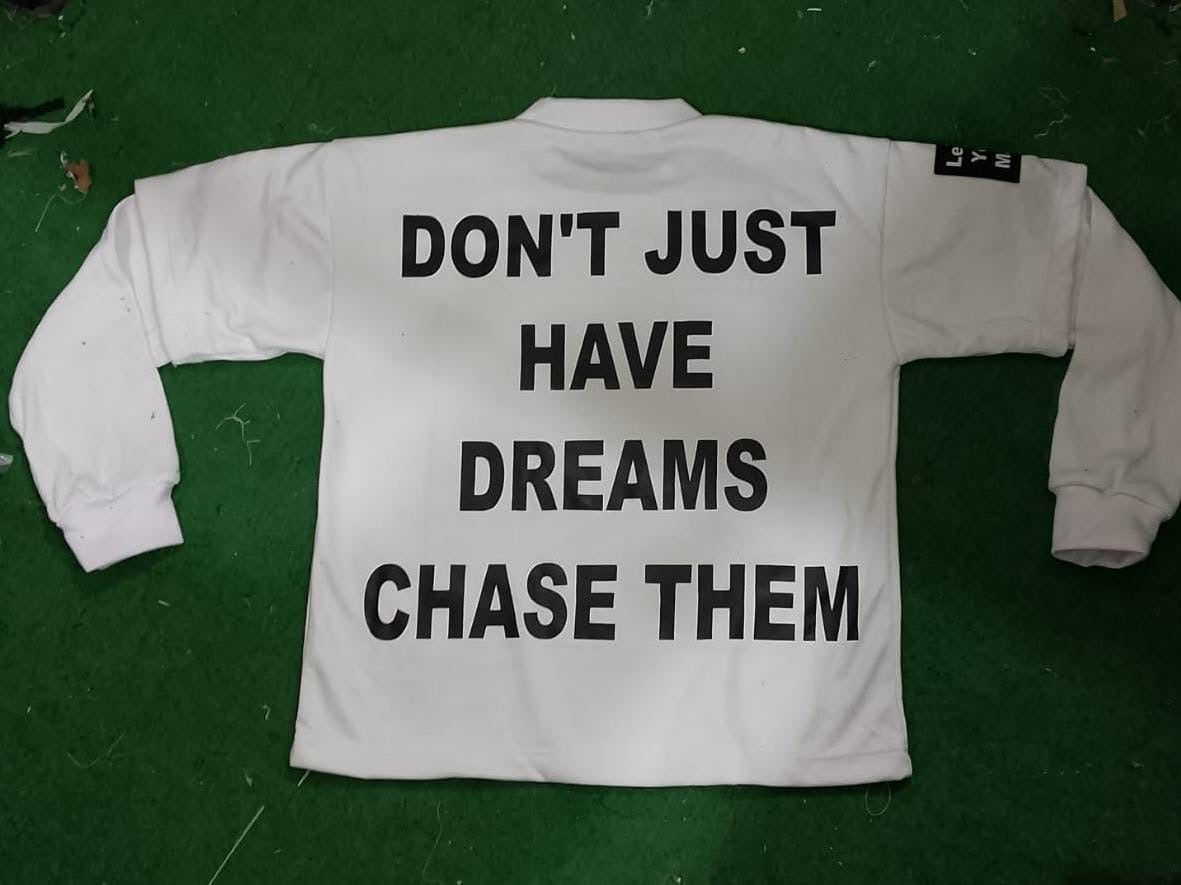 DON'T JUST
HAVE
DREAMS
CHASE THEM